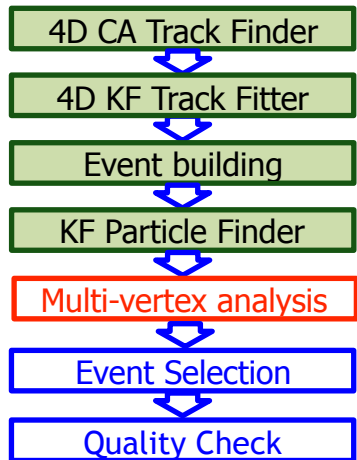 4D CA Track Finder
4D KF Track Fitter
Event building
KF Particle Finder
Multi-vertex analysis
Event Selection
Quality Check